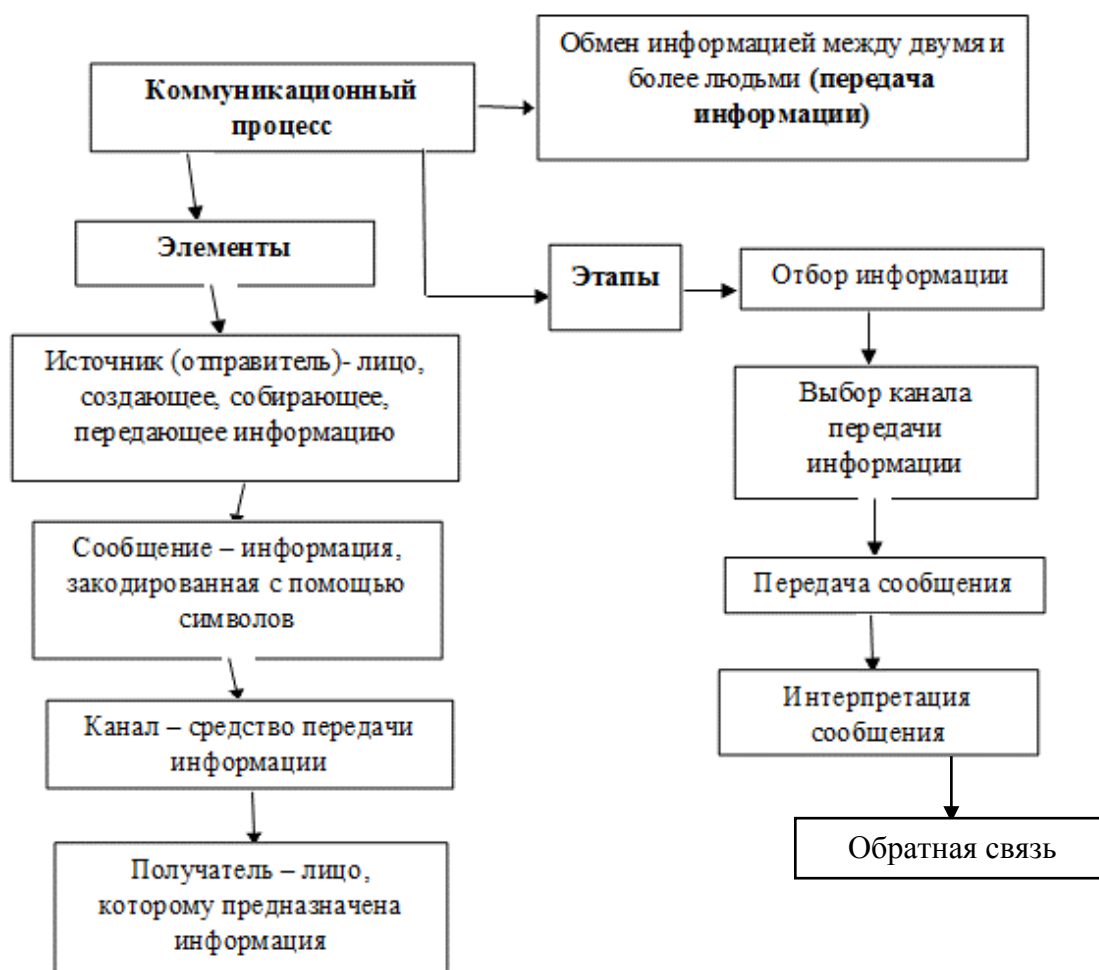 Коммуникационный
процесс
Обмен информацией между двумя и
более людьми (передача
информации)
Элементы
Источник (отправитель)- лицо,
создающее, собирающее,
передающее информацию
Сообщение – информация,
закодированная с помощью
символов
Канал – средство передачи
информации
Получатель – лицо,
которому предназначена
информация
Этапы
Отбор информации
Выбор канала
передачи
информации
Передача сообщения
Интерпретация
сообщения
Обратная связь